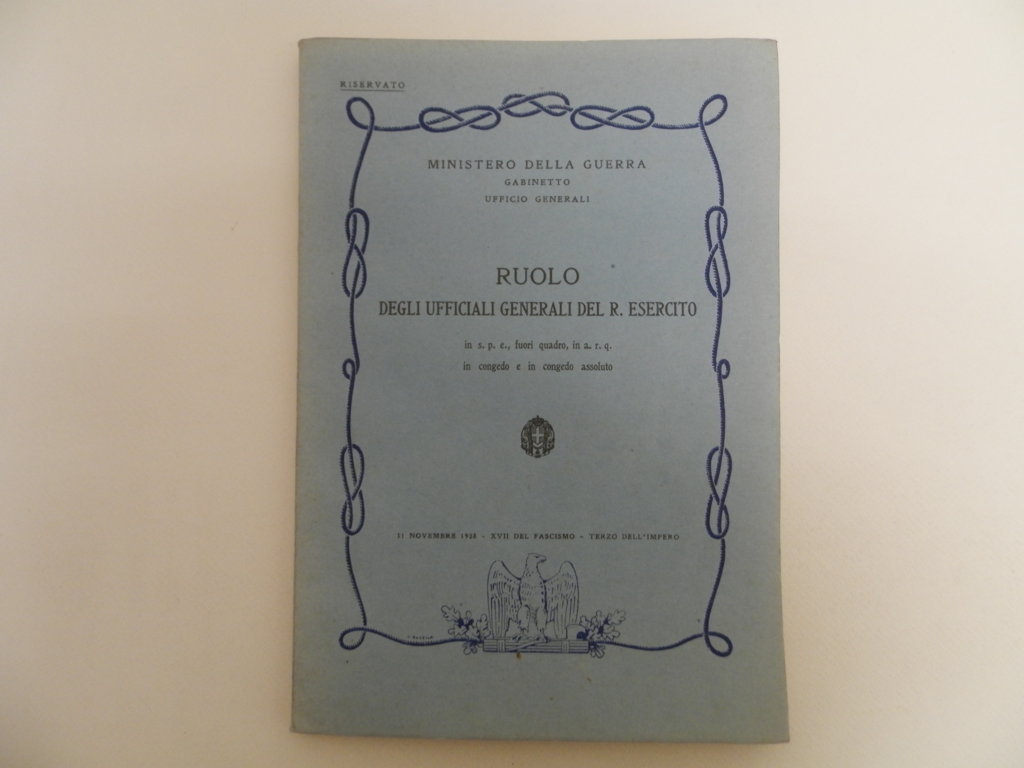 RISERVATO
MINISTERO DELLA GUERRA
GABINETTO
UFFICIO GENERALI
RUOLO
DEGLI UFFICIALI GENERALI DEL R. ESERCITO
in s. p. e., fuori quadro, in a. r. q.
in congedo e in congedo assoluto
11 NOVEMBRE 1938 - XVII DEL FASCISMO - TERZO DELL'IMPERO